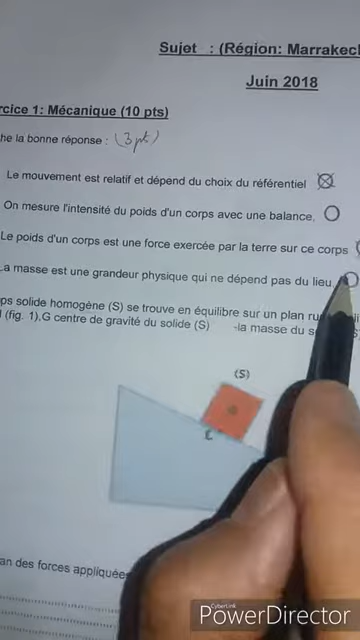 Sujet : (Région: Marrakec
Juin 2018
rcice 1: Mécanique (10 pts)
he la bonne réponse : (3pt)
Le mouvement est relatif et dépend du choix du référentiel
On mesure l'intensité du poids d'un corps avec une balance.
Le poids d'un corps est une force exercée par la terre sur ce corps
La masse est une grandeur physique qui ne dépend pas du lieu.
ps solide homogène (S) se trouve en équilibre sur un plan
(fig. 1).G centre de gravité du solide (S) -la masse du
(S)
an des forces appliquée
CyberLink
PowerDirector